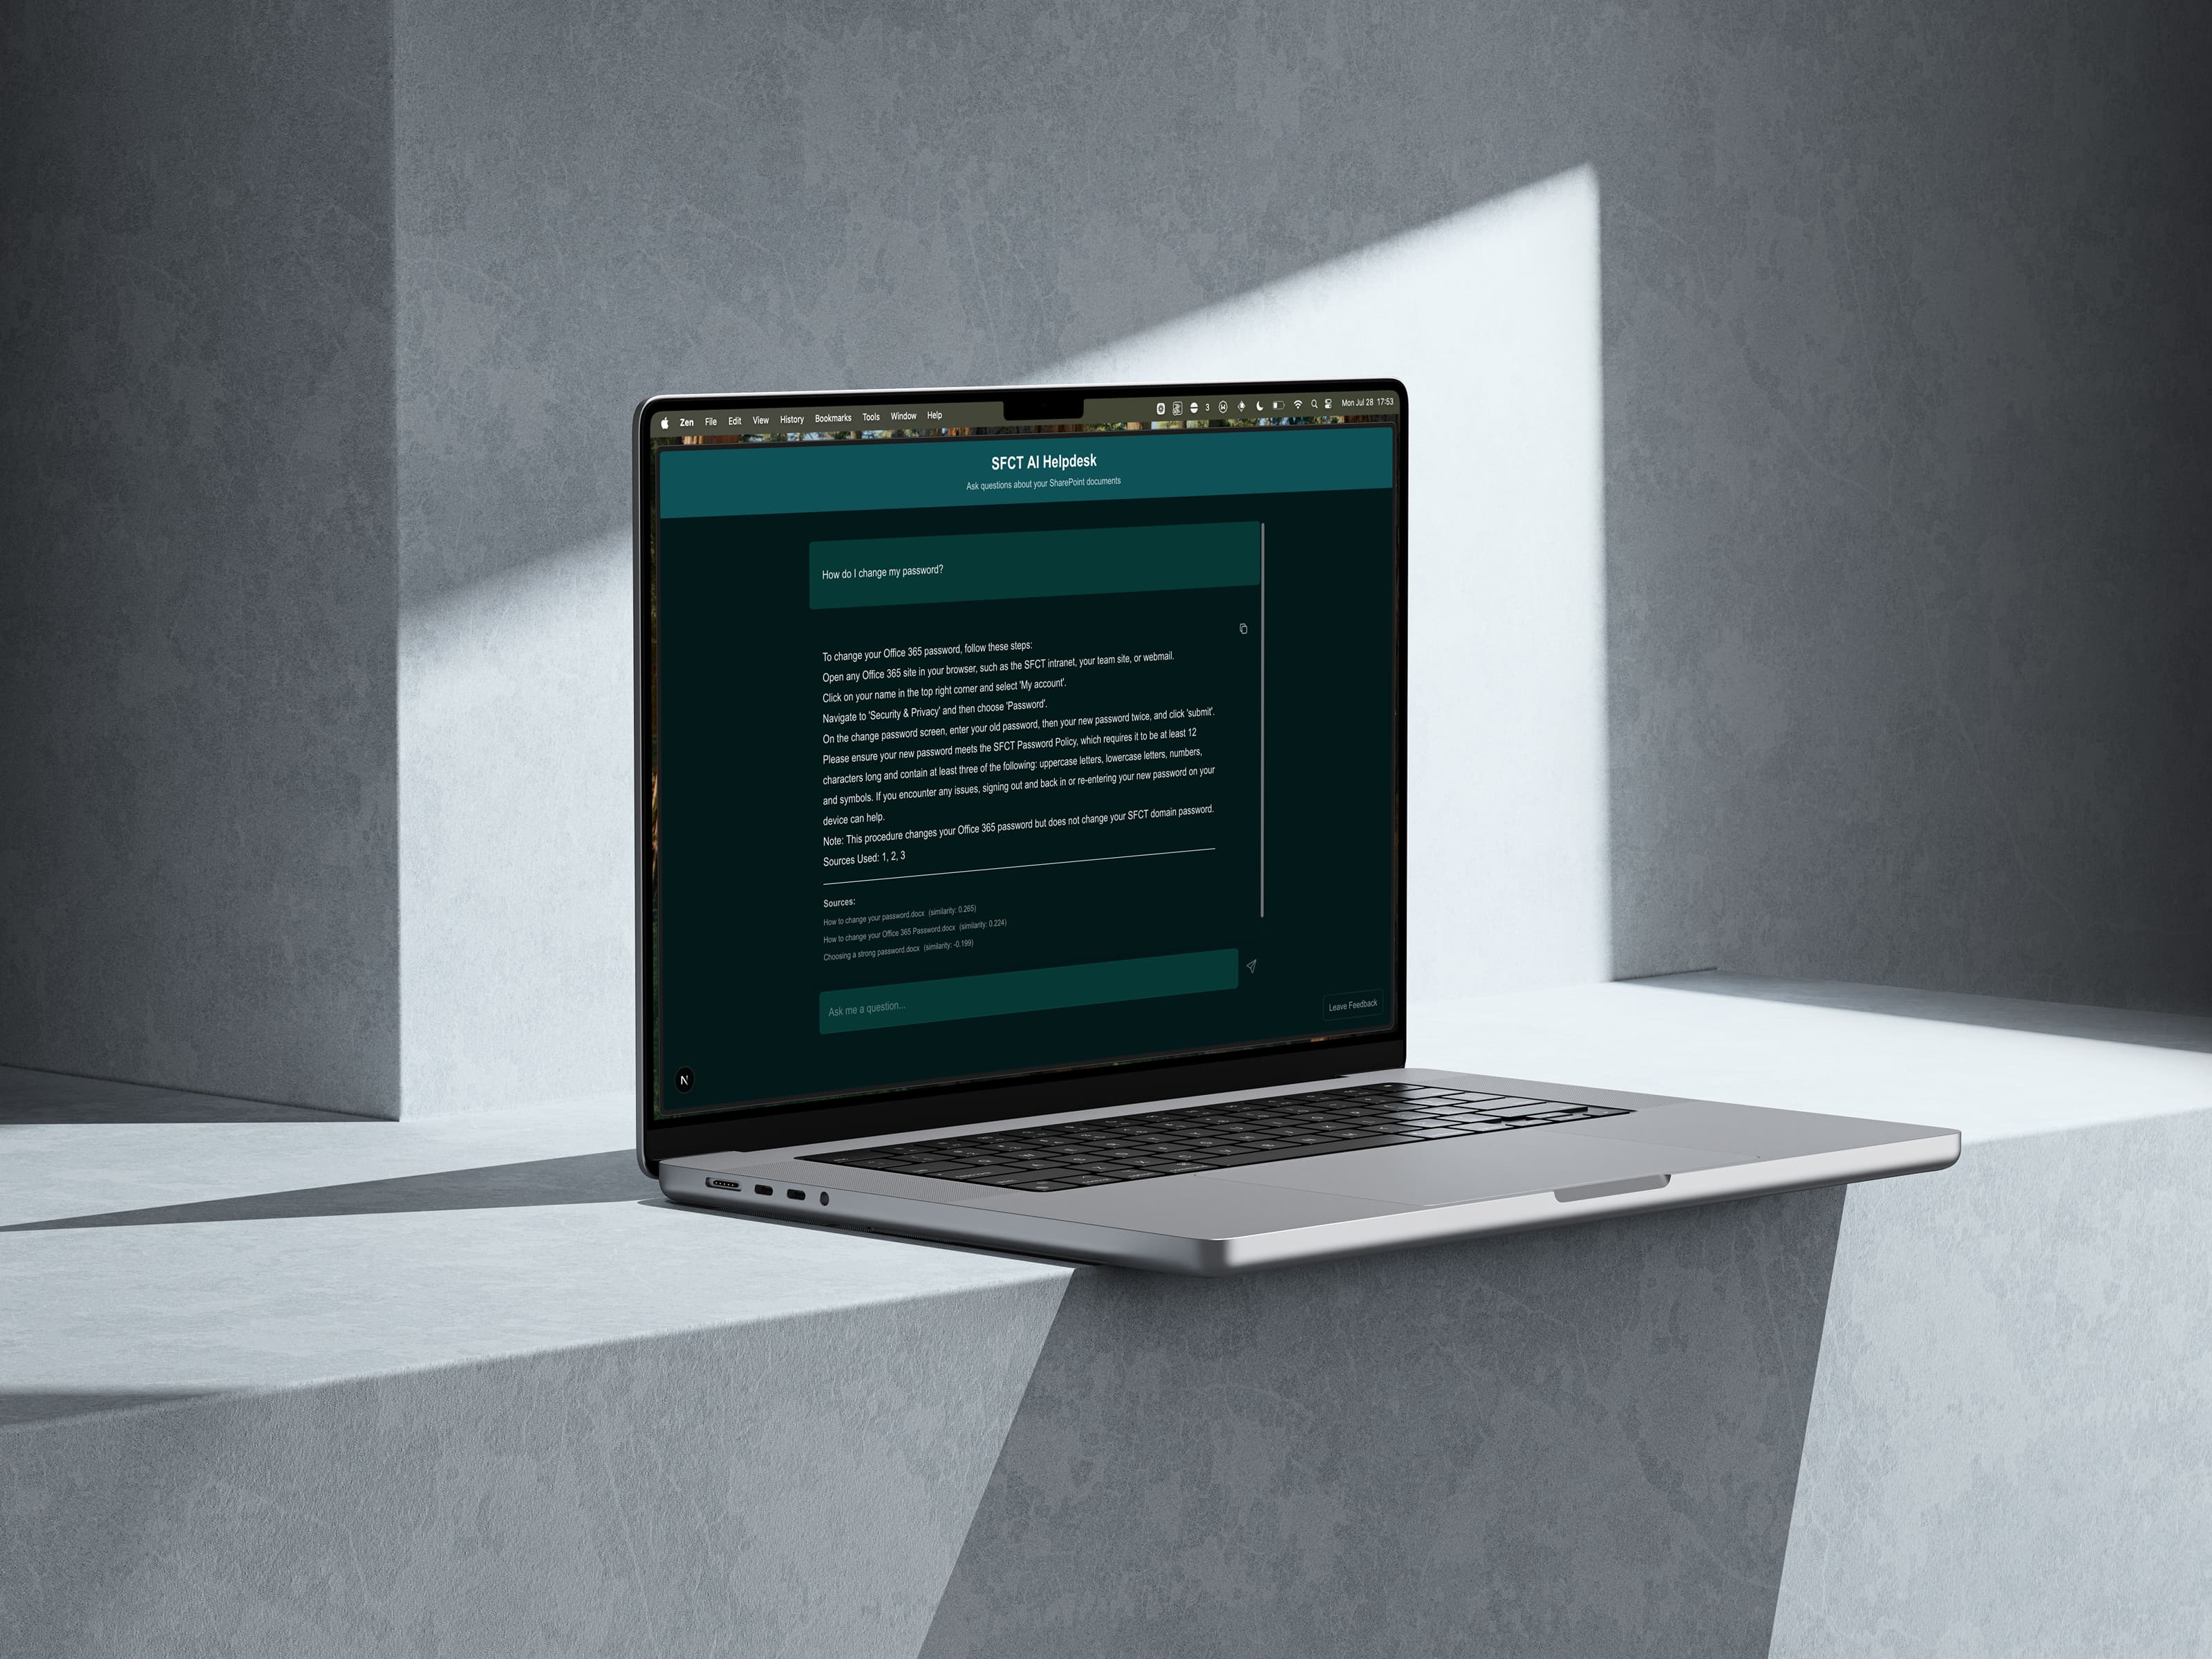 Zen File Edit View History Bookmarks Tools Window Help 3 Mon Jul 28 17:53
SFCT AI Helpdesk
Ask questions about your SharePoint documents
How do I change my password?
To change your Office 365 password, follow these steps:
Open any Office 365 site in your browser, such as the SFCT intranet, your team site, or webmail.
Click on your name in the top right corner and select 'My account'.
Navigate to 'Security & Privacy' and then choose 'Password'.
On the change password screen, enter your old password, then your new password twice, and click 'submit'.
Please ensure your new password meets the SFCT Password Policy, which requires it to be at least 12
characters long and contain at least three of the following: uppercase letters, lowercase letters, numbers,
and symbols. If you encounter any issues, signing out and back in or re-entering your new password on your
device can help.
Note: This procedure changes your Office 365 password but does not change your SFCT domain password.
Sources Used: 1, 2, 3
Sources:
How to change your password.docx (similarity: 0.265)
How to change your Office 365 Password.docx (similarity: 0.224)
Choosing a strong password.docx (similarity: -0.199)
Ask me a question...
Leave Feedback
N